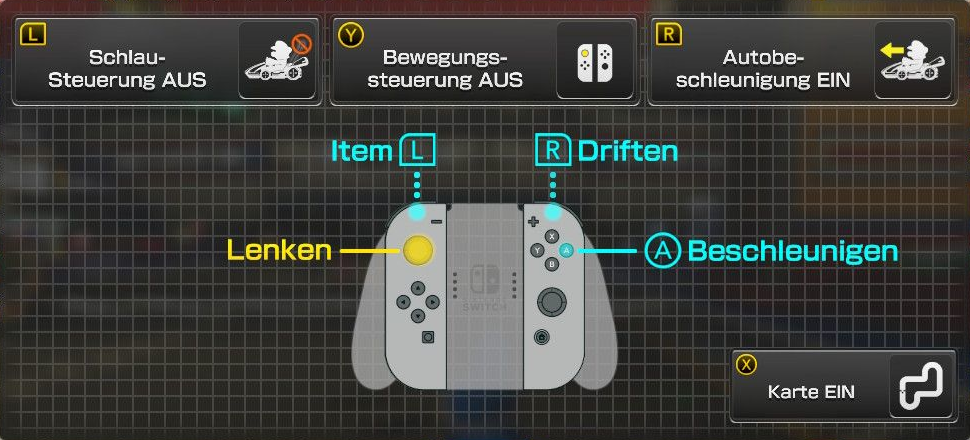 L
Schlau-
Steuerung AUS
Y
Bewegungs-
steuerung AUS
R
Autobe-
schleunigung EIN
Item L
R Driften
Lenken
X
Y
A
B
A Beschleunigen
SWITCH
X
Karte EIN